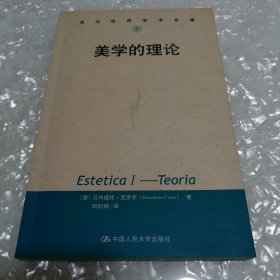 当代世界学术名著
美学的理论
Estetica I —Teoria
[意] 贝内德托·克罗齐 (Benedetto Croce) / 著
田时纲 / 译
中国人民大学出版社